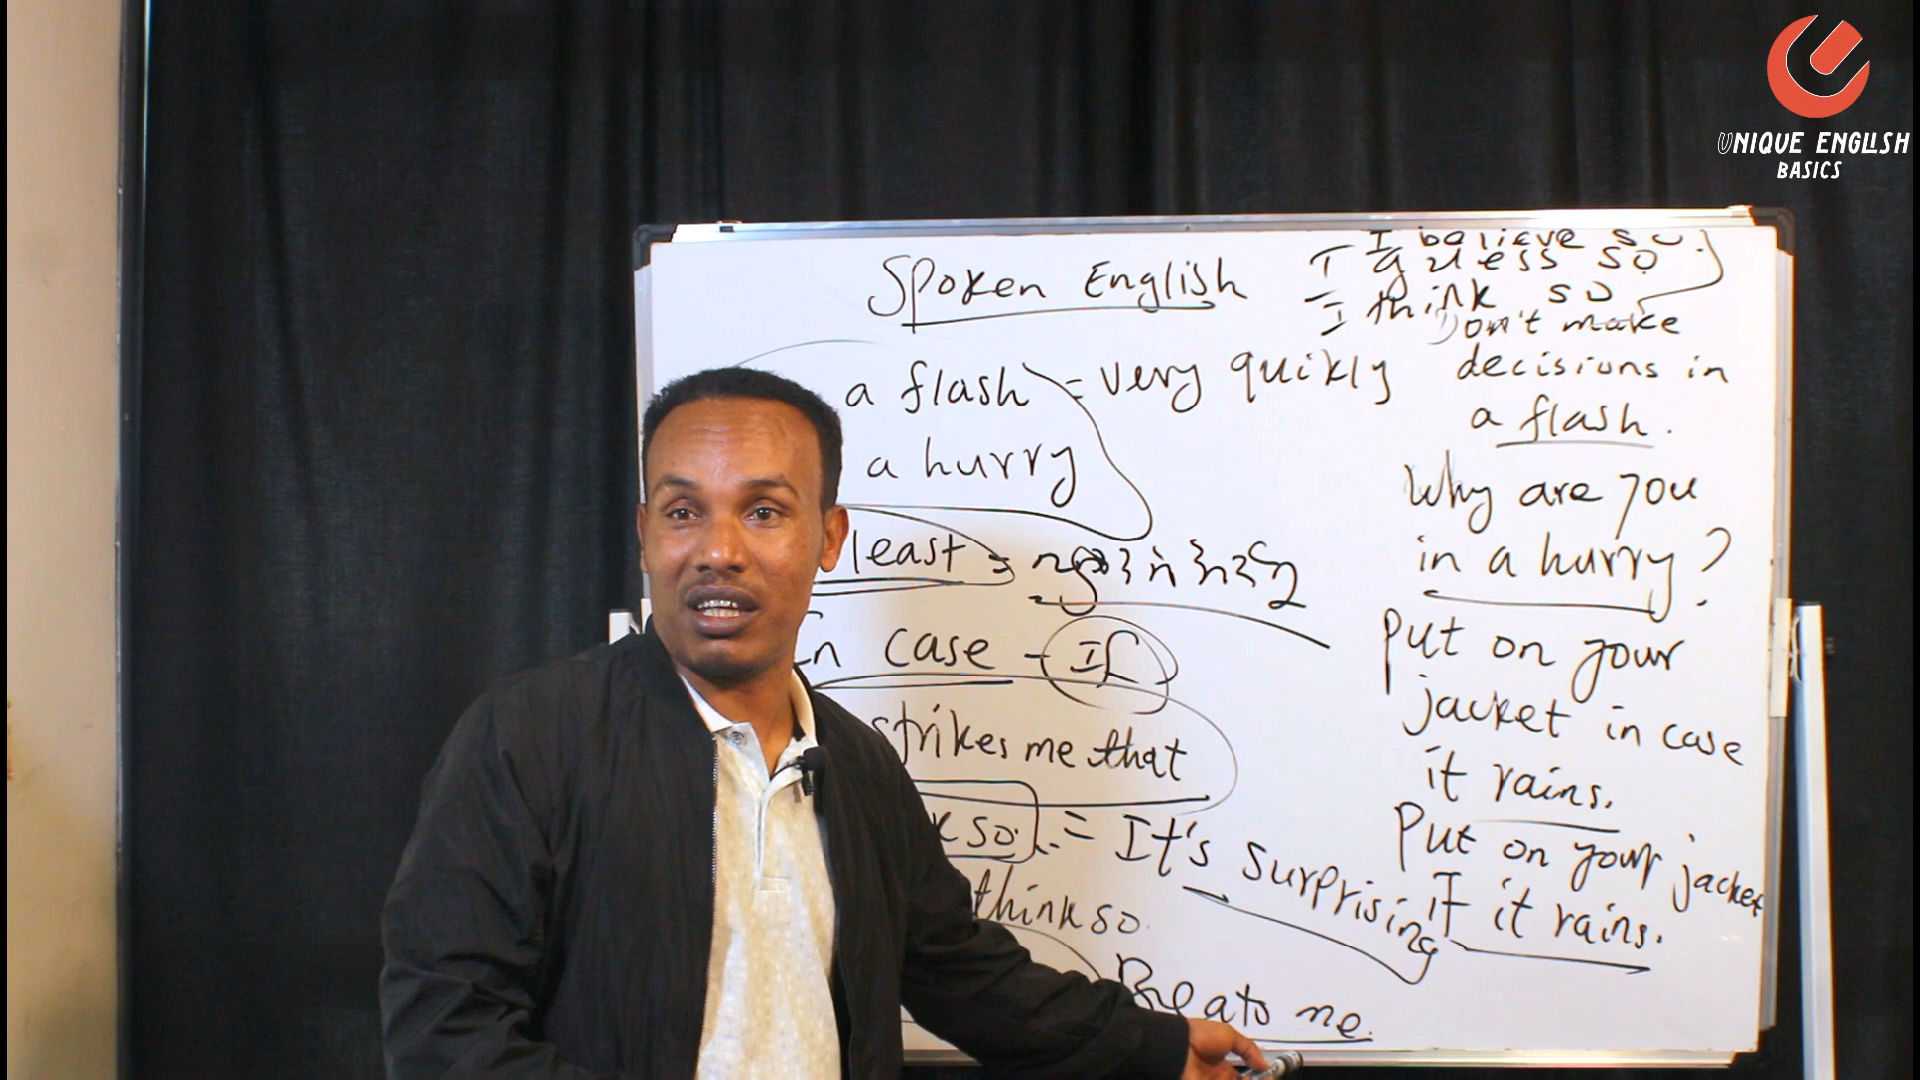 UNIQUE ENGLISH
BASICS
Spoken English
I believe so.
I guess so
I think so
a flash = very quickly
a hurry
least =
In case - If
strikes me that
k so. = It's surprising
think so.
Beats me.
Don't make
decisions in
a flash.
Why are you
in a hurry?
Put on your
jacket in case
it rains.
Put on your jacket
If it rains.